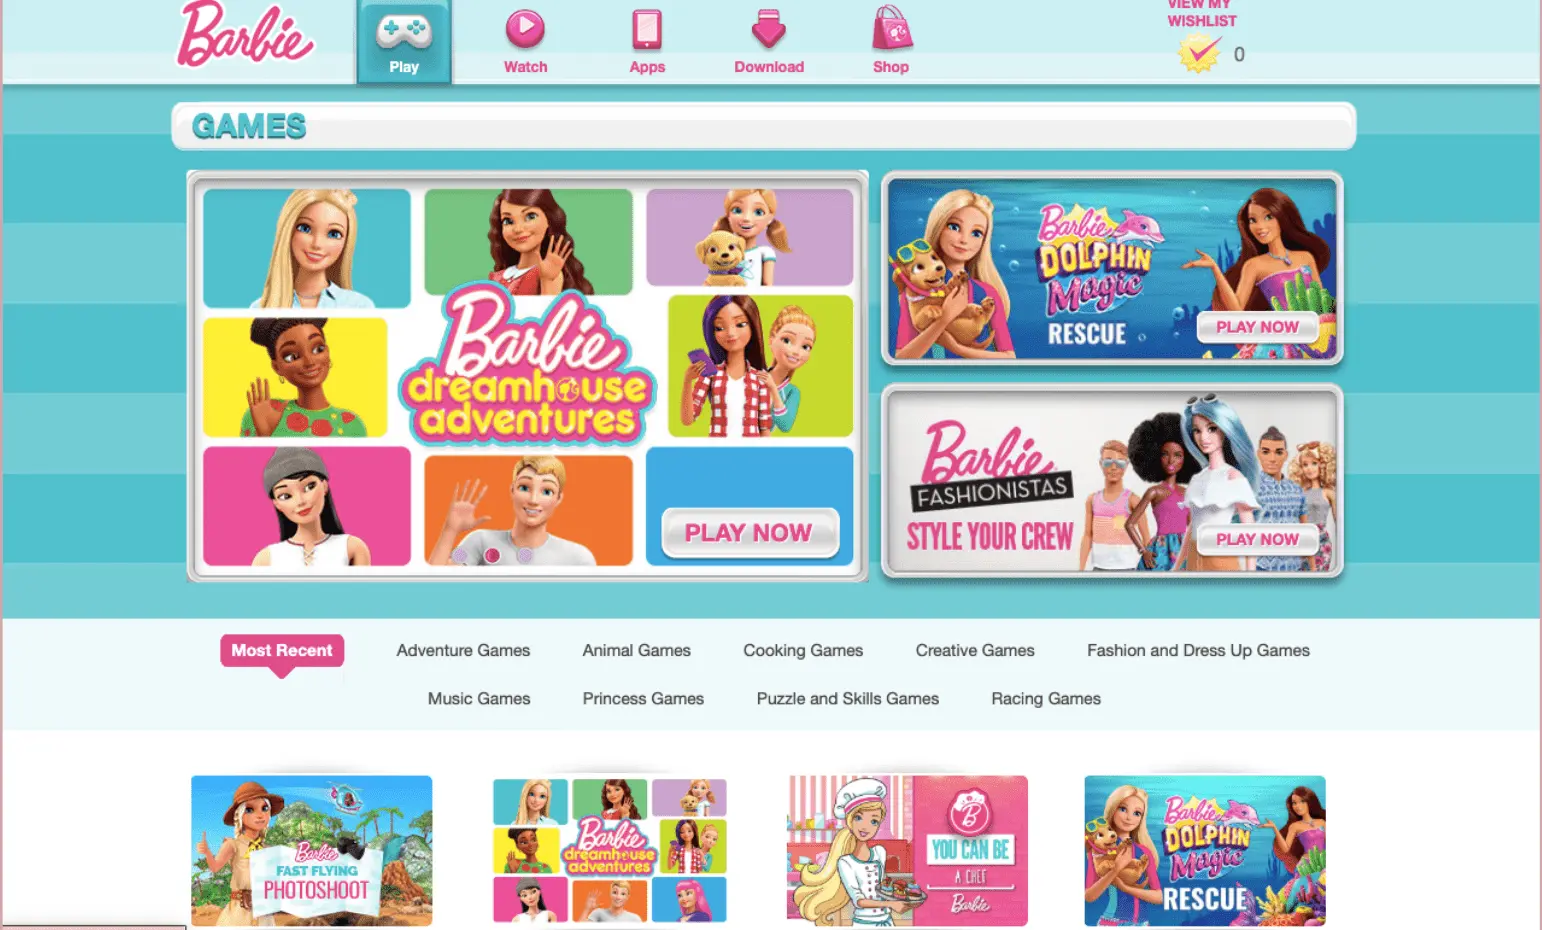 VIEW MY
WISHLIST
Barbie
0
Play
Watch
Apps
Download
Shop
GAMES
Barbie
dreamhouse
adventures
PLAY NOW
Barbie
DOLPHIN
Magic
RESCUE
PLAY NOW
Barbie
FASHIONISTAS
STYLE YOUR CREW
PLAY NOW
Most Recent
Adventure Games
Animal Games
Cooking Games
Creative Games
Fashion and Dress Up Games
Music Games
Princess Games
Puzzle and Skills Games
Racing Games
Barbie
FAST FLYING
PHOTOSHOOT
Barbie
dreamhouse
adventures
B
YOU CAN BE
A CHEF
Barbie
Barbie
DOLPHIN
Magic
RESCUE